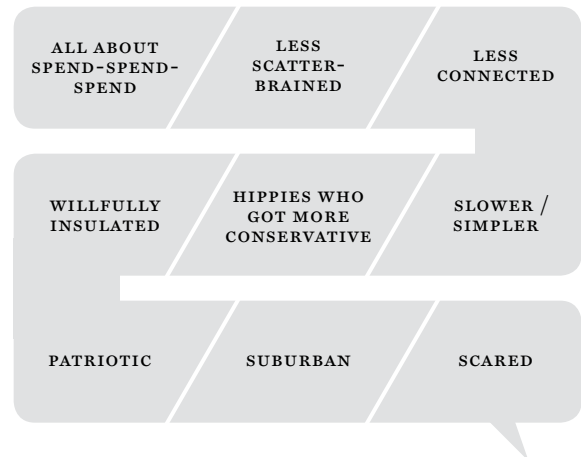 ALL ABOUT
SPEND-SPEND-
SPEND
LESS
SCATTER-
BRAINED
LESS
CONNECTED
WILLFULLY
INSULATED
HIPPIES WHO
GOT MORE
CONSERVATIVE
SLOWER /
SIMPLER
PATRIOTIC
SUBURBAN
SCARED